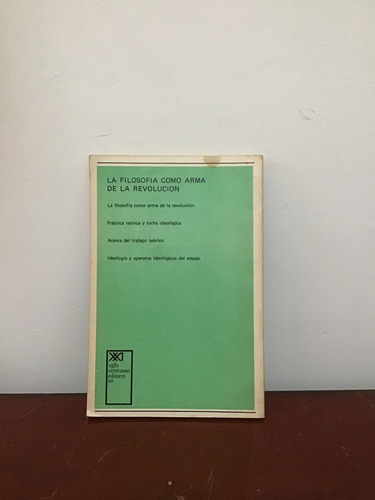 LA FILOSOFIA COMO ARMA
DE LA REVOLUCION
La filosofía como arma de la revolución
Práctica teórica y lucha ideológica
Acerca del trabajo teórico
Ideología y aparatos ideológicos del estado
siglo
veintiuno
editores
sa